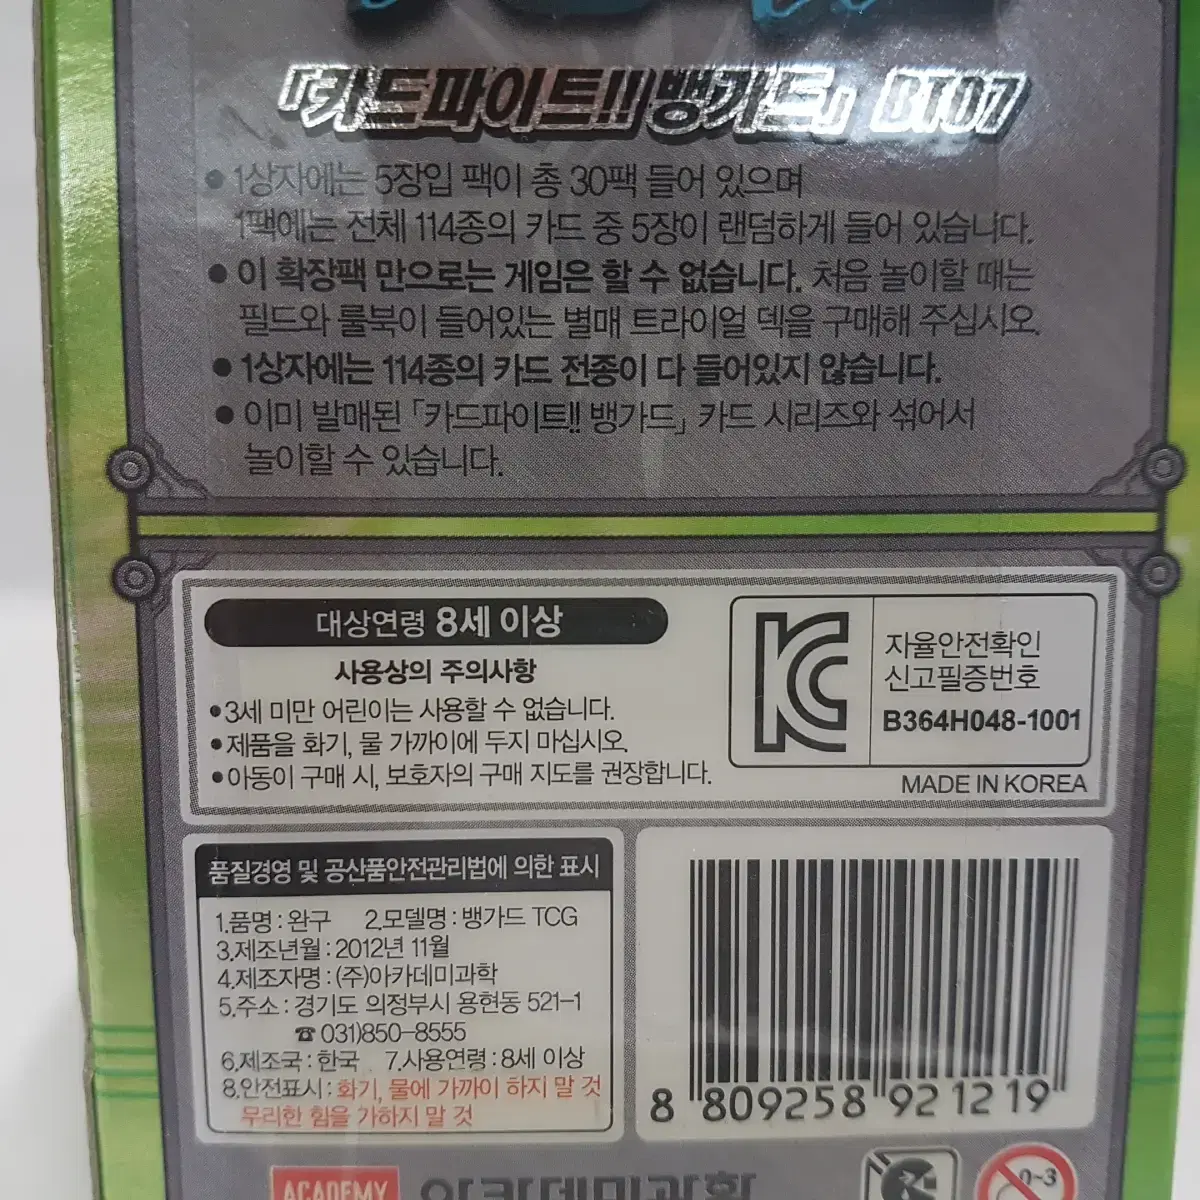 「카드파이트!! 뱅가드」 BT07
● 1상자에는 5장입 팩이 총 30팩 들어 있으며
1팩에는 전체 114종의 카드 중 5장이 랜덤하게 들어 있습니다.
● 이 확장팩 만으로는 게임은 할 수 없습니다. 처음 놀이할 때는
필드와 룰북이 들어있는 별매 트라이얼 덱을 구매해 주십시오.
● 1상자에는 114종의 카드 전종이 다 들어있지 않습니다.
● 이미 발매된 「카드파이트!! 뱅가드」 카드 시리즈와 섞어서
놀이할 수 있습니다.
대상연령 8세 이상
사용상의 주의사항
●3세 미만 어린이는 사용할 수 없습니다.
●제품을 화기, 물 가까이에 두지 마십시오.
●아동이 구매 시, 보호자의 구매 지도를 권장합니다.
자율안전확인
신고필증번호
B364H048-1001
MADE IN KOREA
품질경영 및 공산품안전관리법에 의한 표시
1.품명 : 완구 2.모델명 : 뱅가드 TCG
3.제조년월 : 2012년 11월
4.제조자명 : (주)아카데미과학
5.주소 : 경기도 의정부시 용현동 521-1
☎ 031)850-8555
6.제조국 : 한국 7.사용연령 : 8세 이상
8.안전표시 : 화기, 물에 가까이 하지 말 것
무리한 힘을 가하지 말 것
8 809258 921219
ACADEMY 아카데미과학
0-3